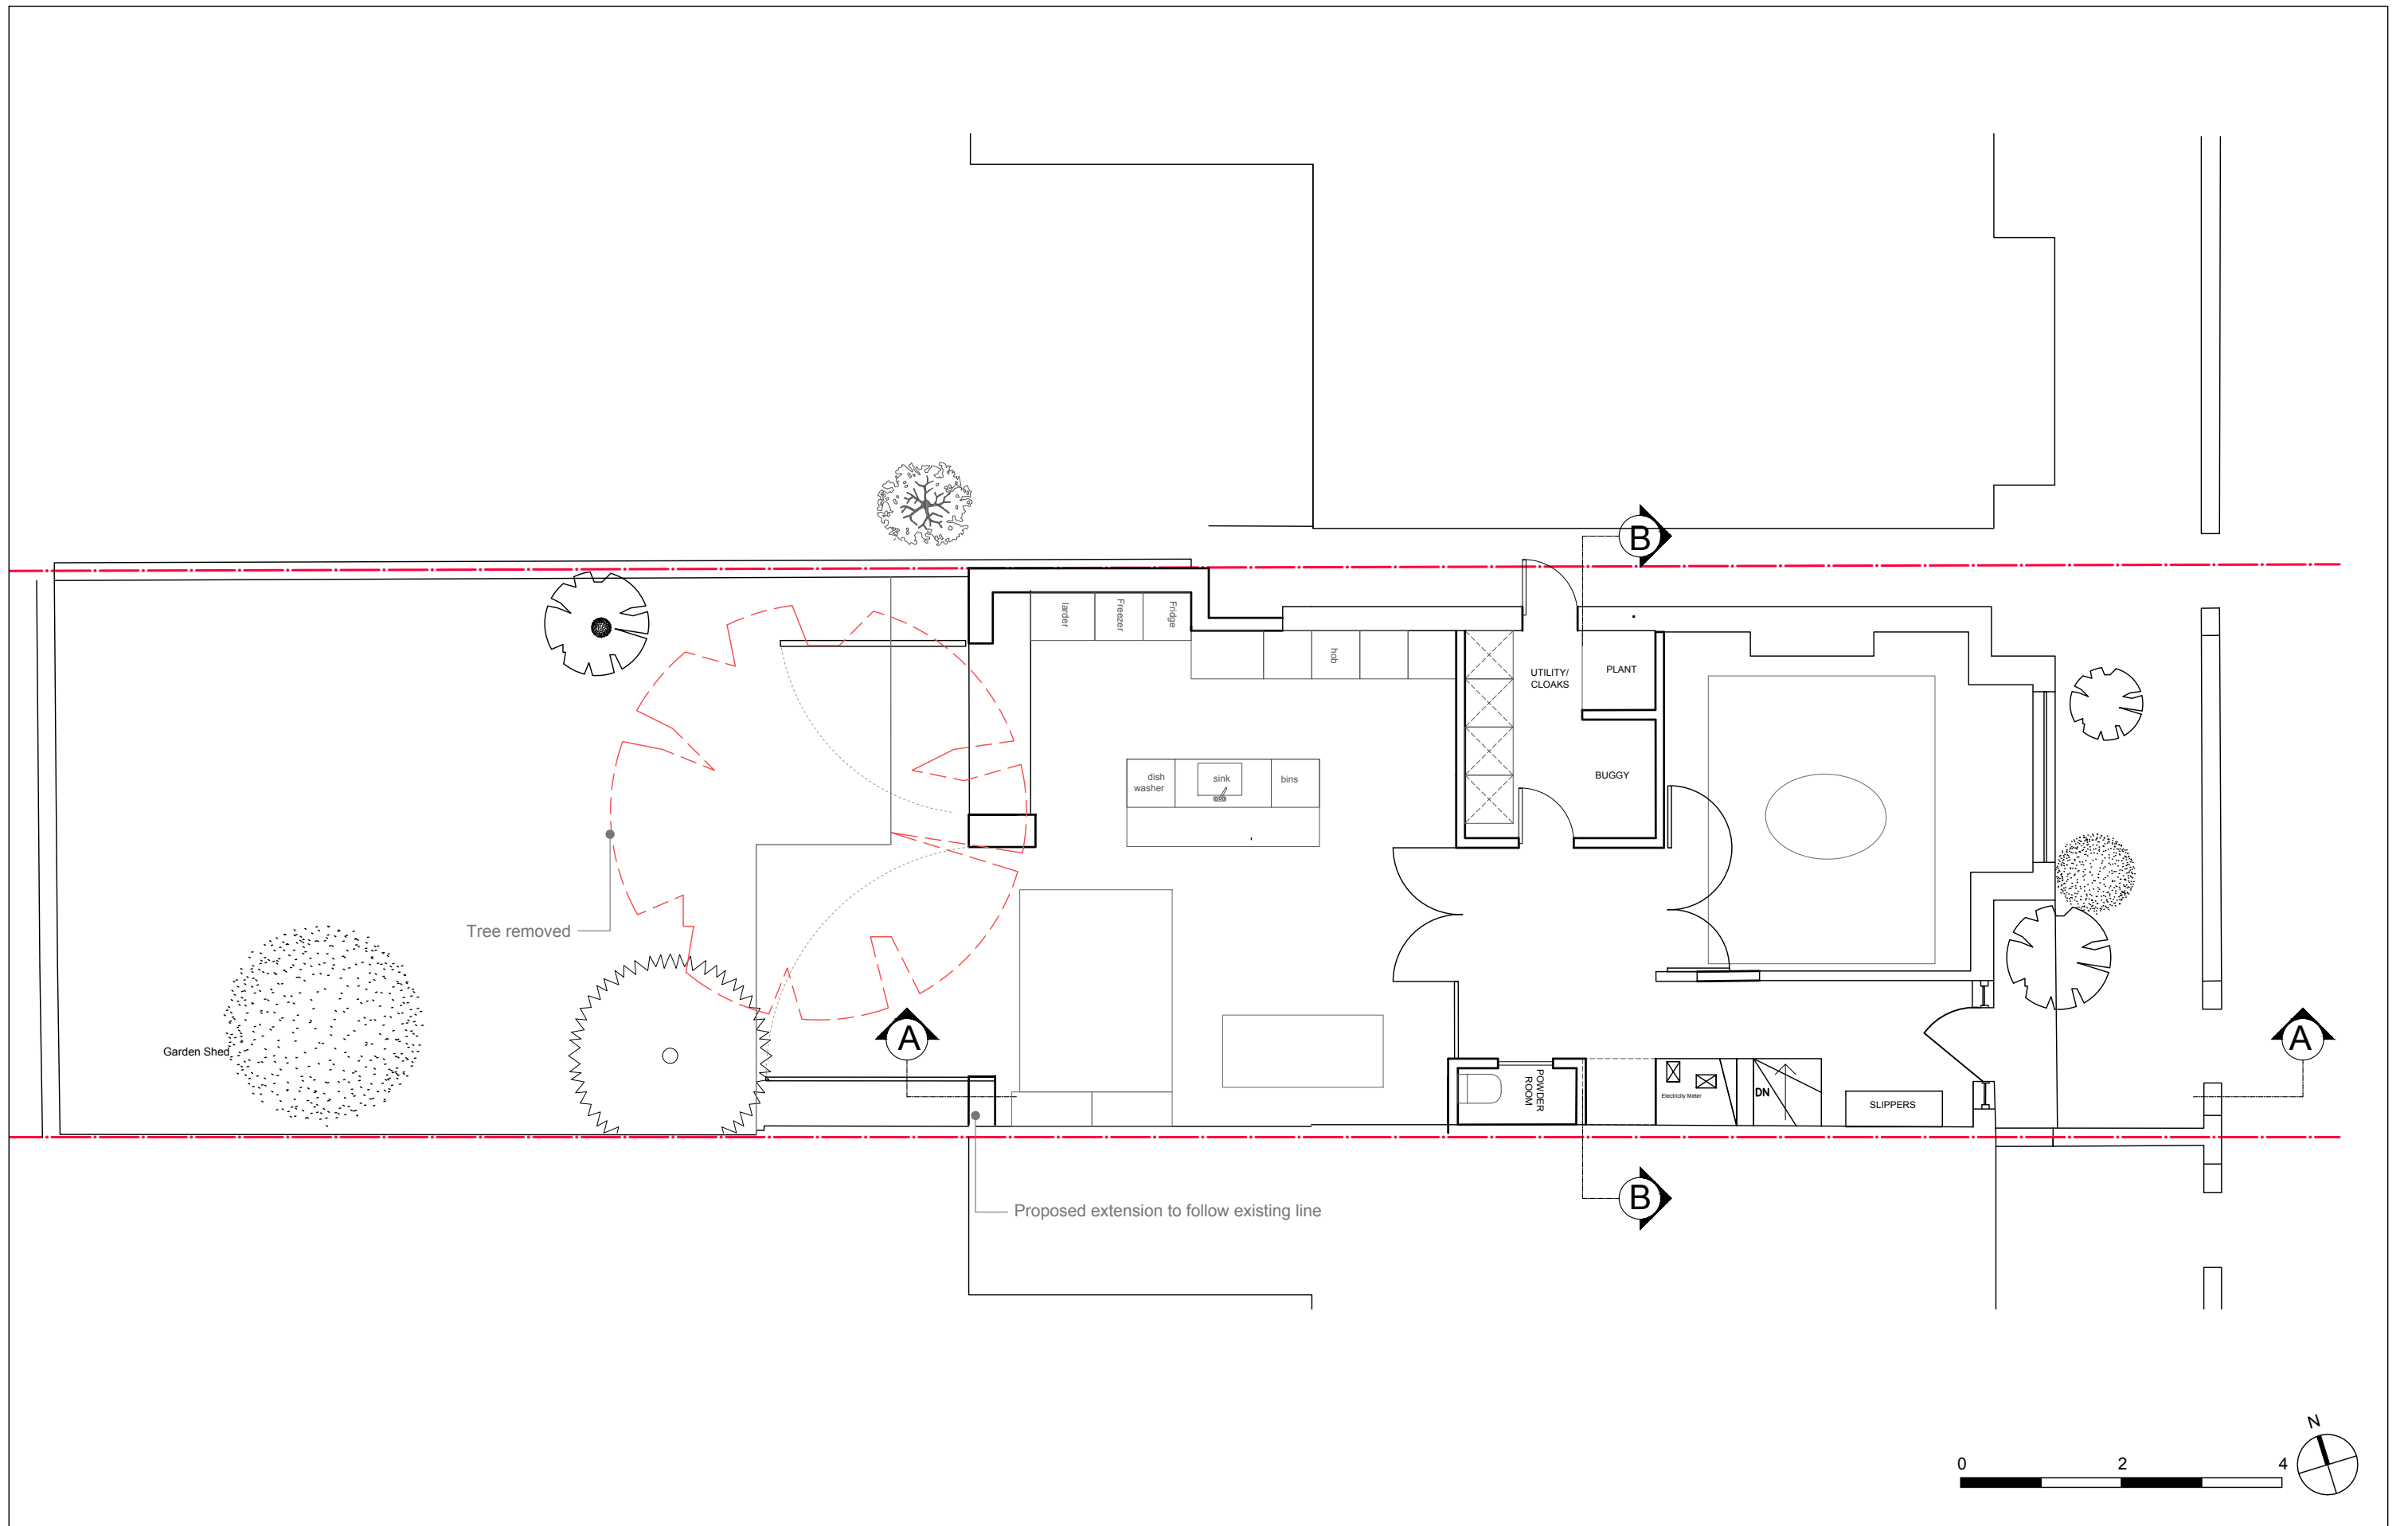 B
larder
Freezer
Fridge
hob
UTILITY/
CLOAKS
PLANT
dish
washer
sink
bins
BUGGY
Tree removed
Garden Shed
A
A
POWDER
ROOM
Electricity Meter
DN
SLIPPERS
B
Proposed extension to follow existing line
N
0 2 4